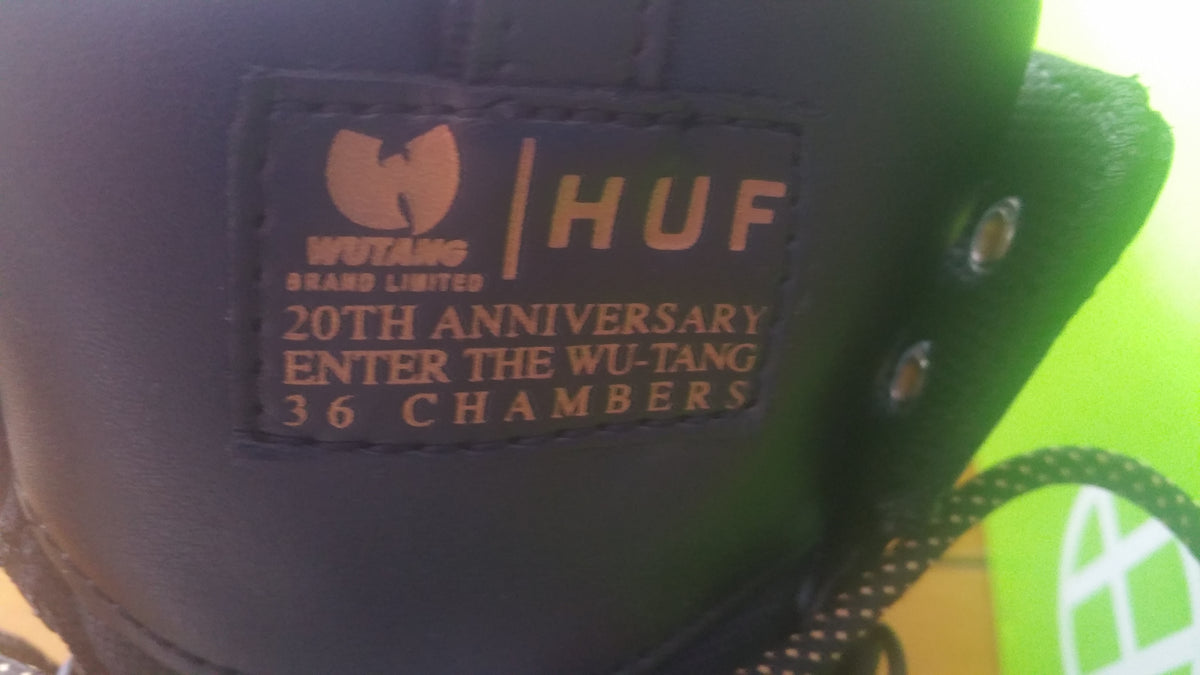 WUTANG
BRAND LIMITED
HUF
20TH ANNIVERSARY
ENTER THE WU-TANG
36 CHAMBERS